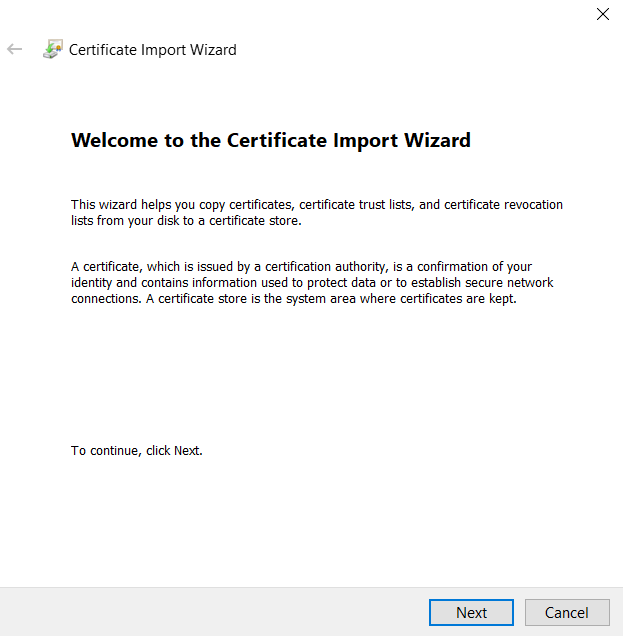 Certificate Import Wizard
Welcome to the Certificate Import Wizard
This wizard helps you copy certificates, certificate trust lists, and certificate revocation
lists from your disk to a certificate store.
A certificate, which is issued by a certification authority, is a confirmation of your
identity and contains information used to protect data or to establish secure network
connections. A certificate store is the system area where certificates are kept.
To continue, click Next.
Next
Cancel